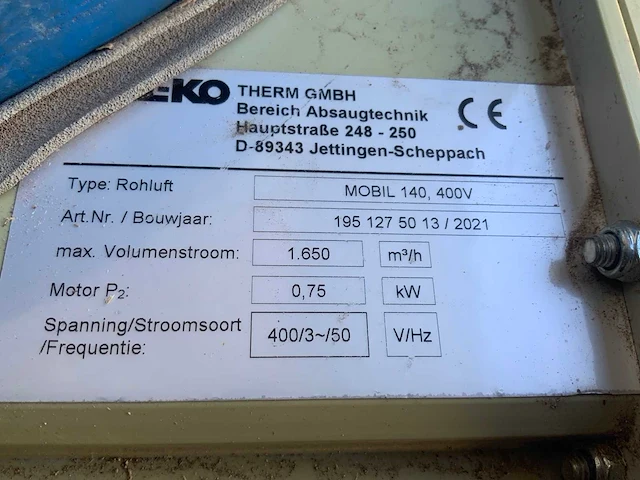 THERM GMBH
Bereich Absaugtechnik
Hauptstraße 248 - 250
D-89343 Jettingen-Scheppach
CE
Type: Rohluft MOBIL 140, 400V
Art.Nr. / Bouwjaar: 195 127 50 13 / 2021
max. Volumenstroom: 1.650 m³/h
Motor P₂: 0,75 kW
Spanning/Stroomsoort
/Frequentie: 400/3~/50 V/Hz